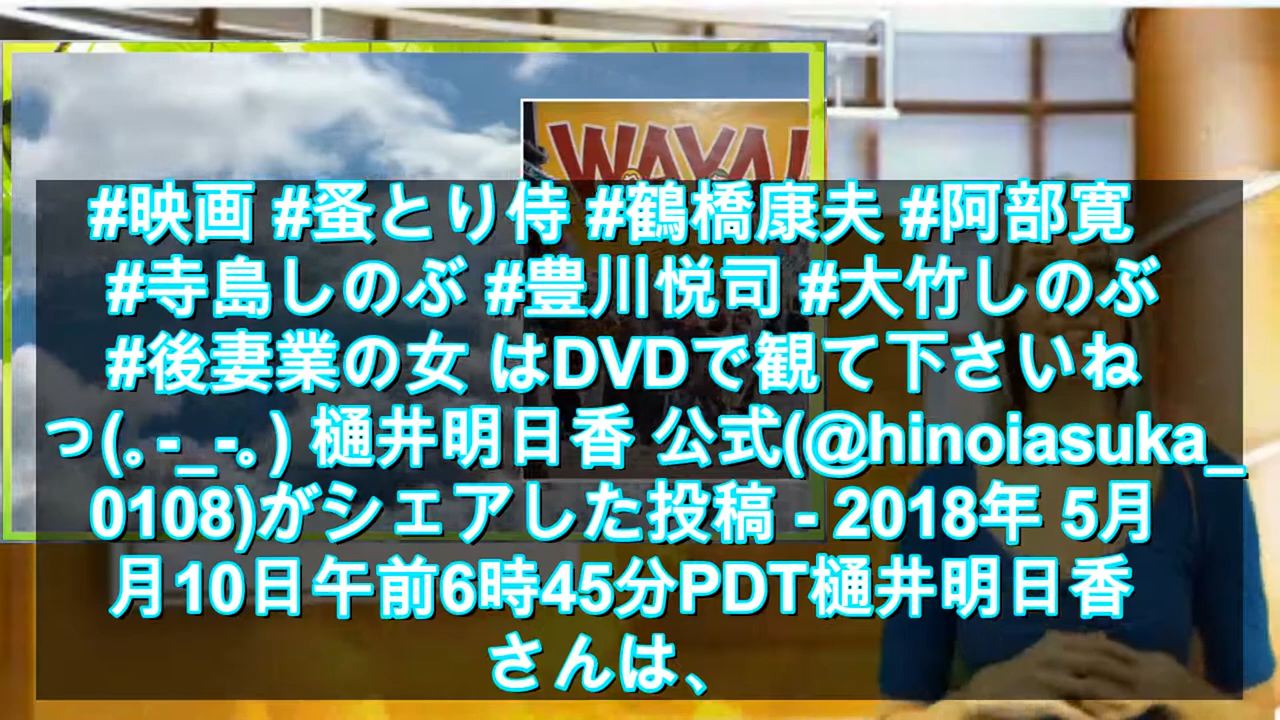 WAYA!
#映画 #蚤とり侍 #鶴橋康夫 #阿部寛
#寺島しのぶ #豊川悦司 #大竹しのぶ
#後妻業の女 はDVDで観て下さいね
っ(｡-_-｡) 樋井明日香 公式(@hinoiasuka_
0108)がシェアした投稿 - 2018年 5月
月10日午前6時45分PDT樋井明日香
さんは、